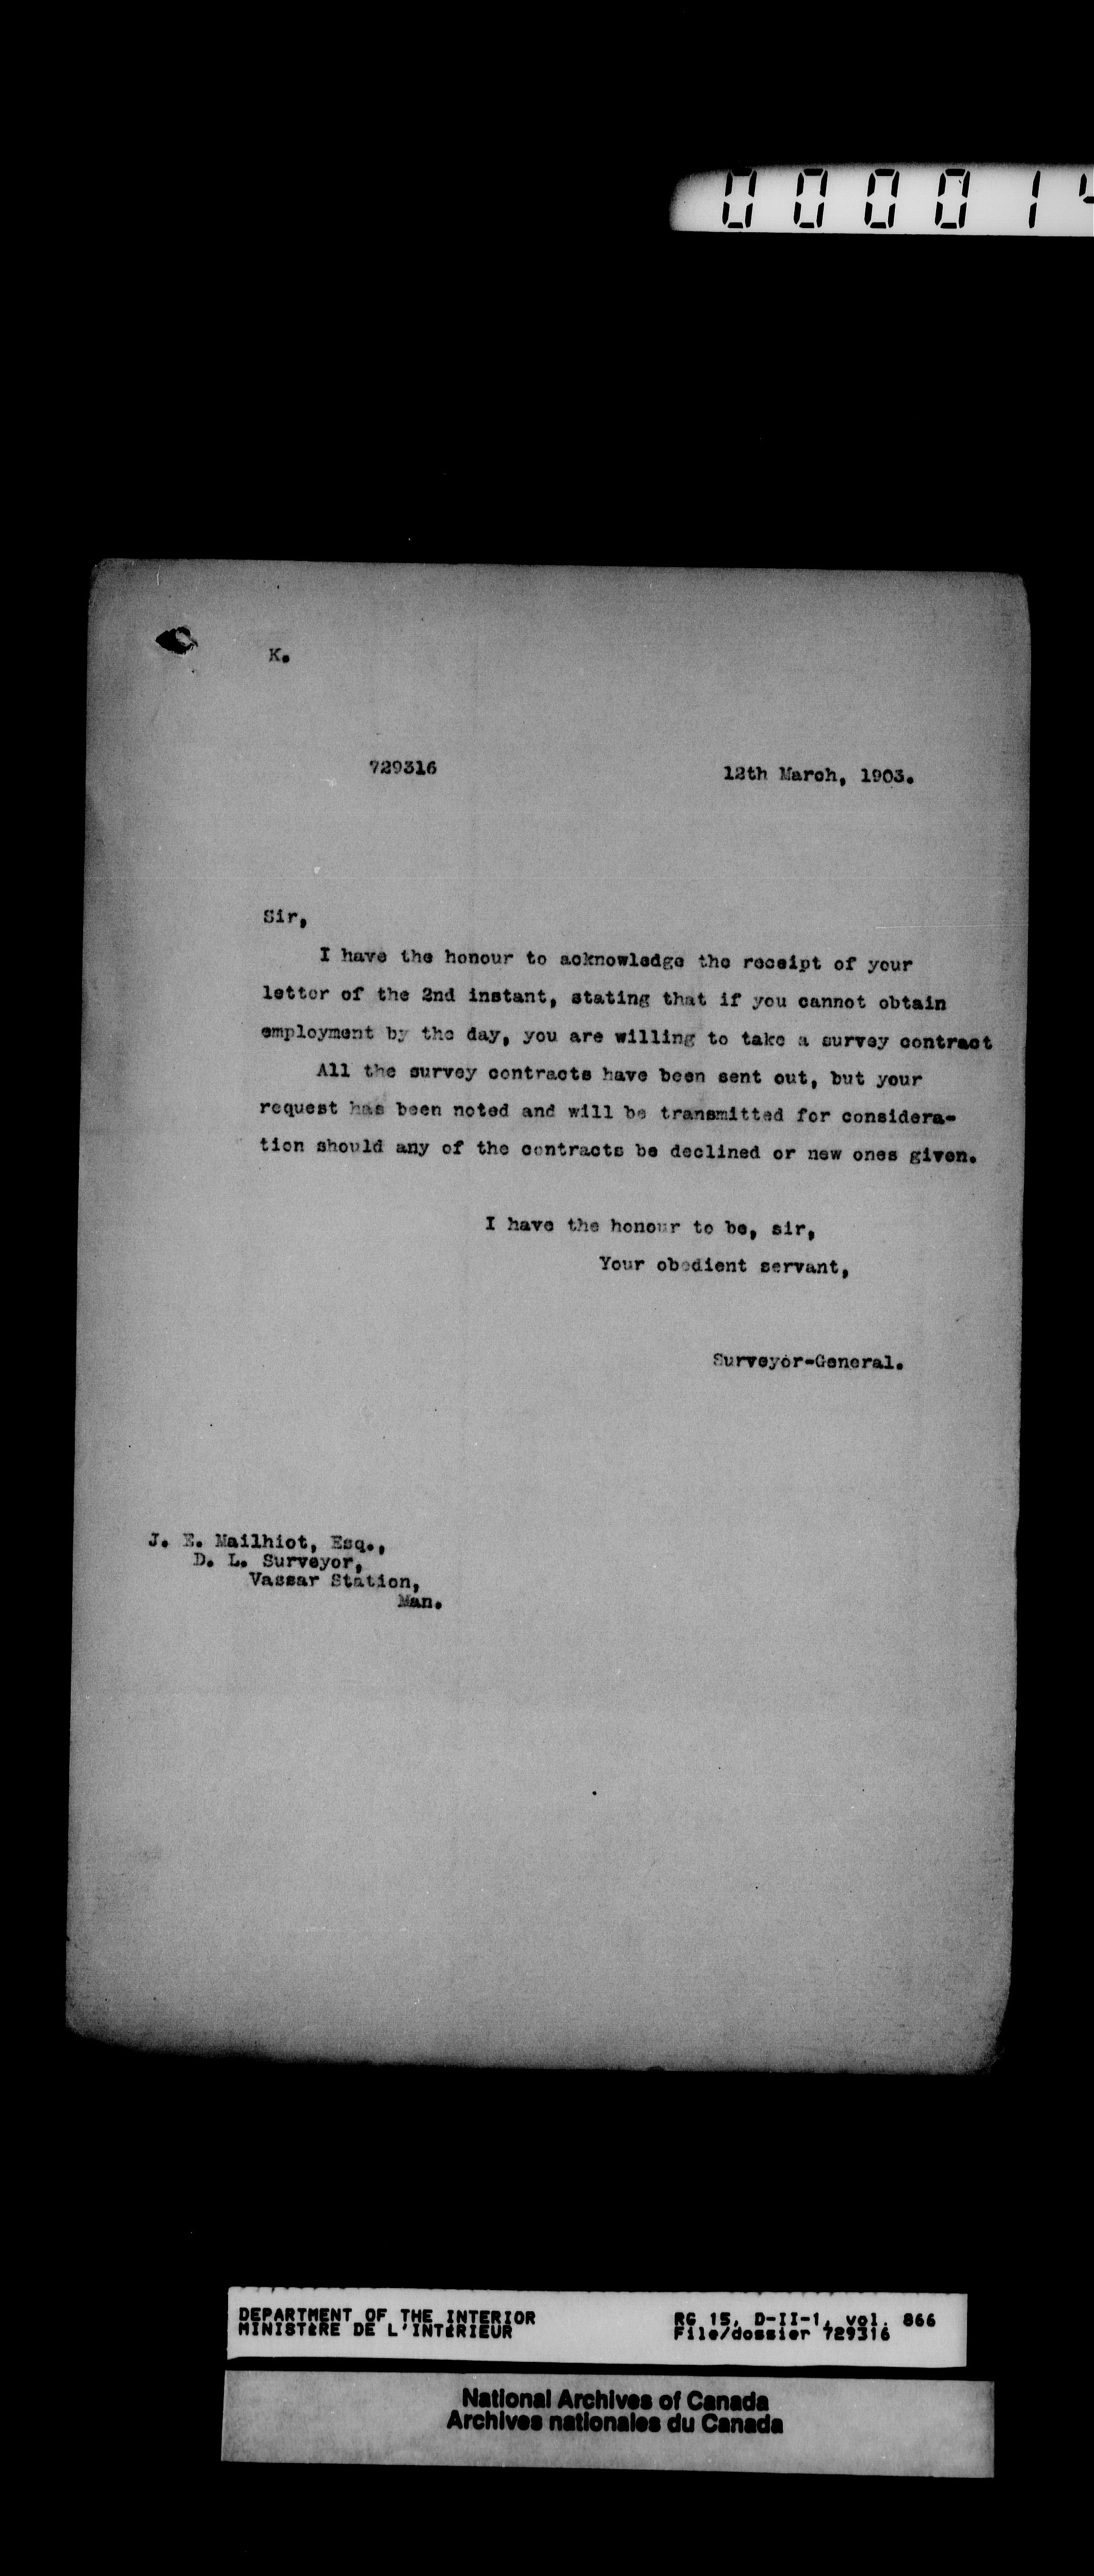 000014
K.
729316 12th March, 1903.
Sir,
I have the honour to acknowledge the receipt of your
letter of the 2nd instant, stating that if you cannot obtain
employment by the day, you are willing to take a survey contract
All the survey contracts have been sent out, but your
request has been noted and will be transmitted for considera-
tion should any of the contracts be declined or new ones given.
I have the honour to be, sir,
Your obedient servant,
Surveyor-General.
J. E. Mailhiot, Esq.,
D. L. Surveyor,
Vassar Station,
Man.
DEPARTMENT OF THE INTERIOR RG 15, D-II-1, vol. 866
MINISTÈRE DE L'INTÉRIEUR File/dossier 729316
National Archives of Canada
Archives nationales du Canada